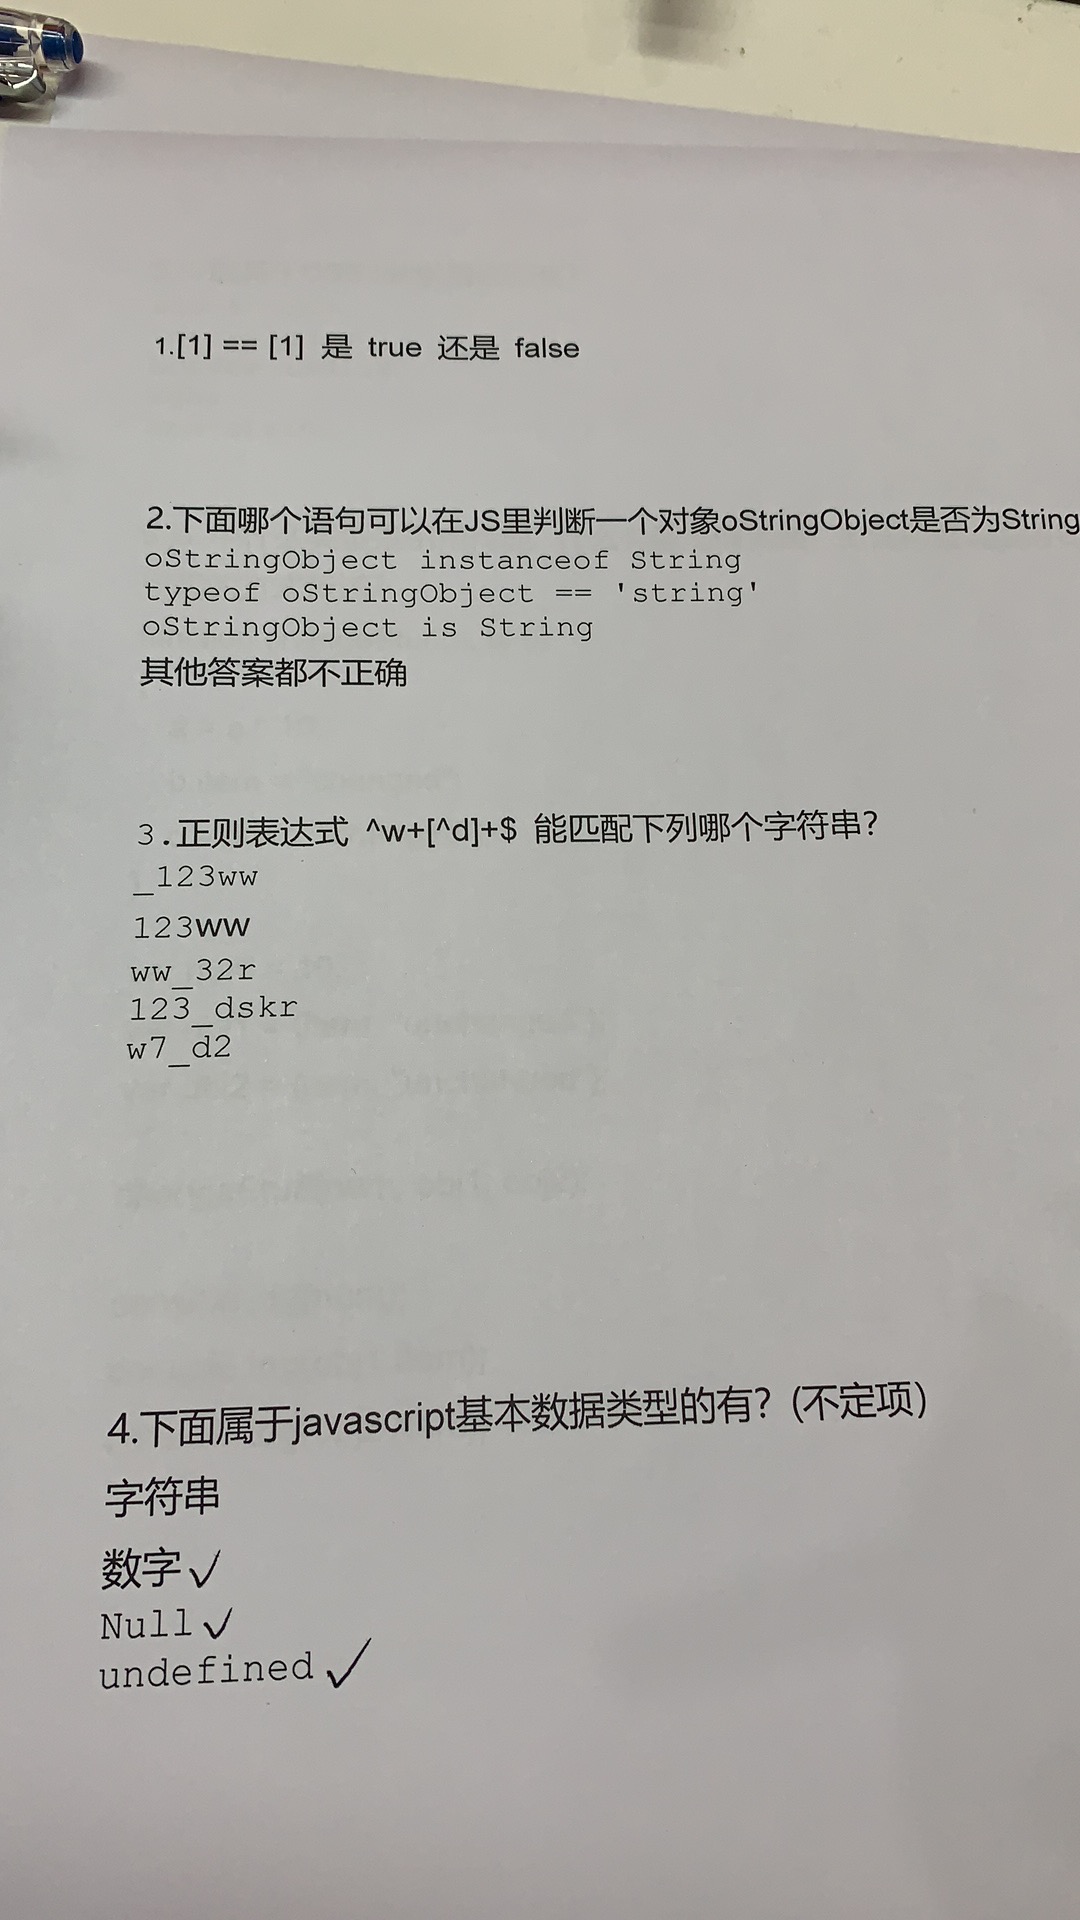 1.[1] == [1] 是 true 还是 false
2.下面哪个语句可以在JS里判断一个对象oStringObject是否为String
oStringObject instanceof String
typeof oStringObject == 'string'
oStringObject is String
其他答案都不正确
3.正则表达式 ^w+[^d]+$ 能匹配下列哪个字符串?
_123ww
123ww
ww_32r
123_dskr
w7_d2
4.下面属于javascript基本数据类型的有? (不定项)
字符串
数字✓
Null✓
undefined✓